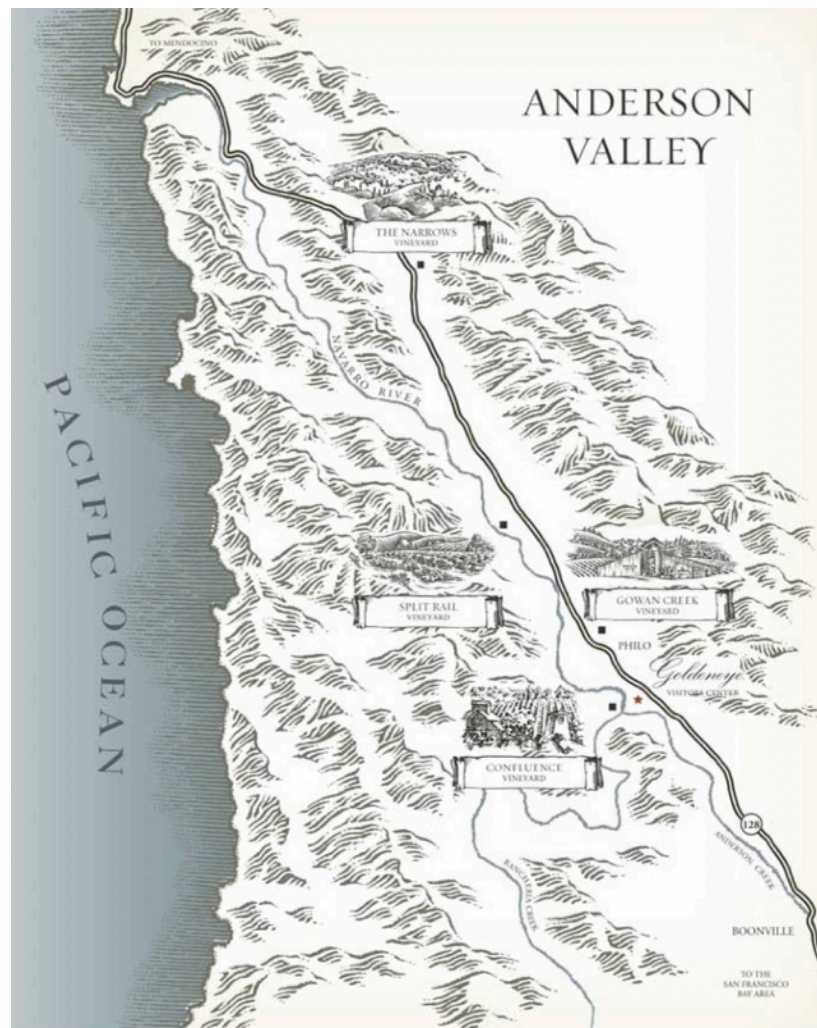 TO MENDOCINO
ANDERSON
VALLEY
THE NARROWS
VINEYARD
NAVARRO RIVER
PACIFIC OCEAN
SPLIT RAIL
VINEYARD
GOWAN CREEK
VINEYARD
PHILO
Goldeneye
VISITORS CENTER
CONFLUENCE
VINEYARD
128
ANDERSON CREEK
RANCHERIA CREEK
BOONVILLE
TO THE
SAN FRANCISCO
BAY AREA